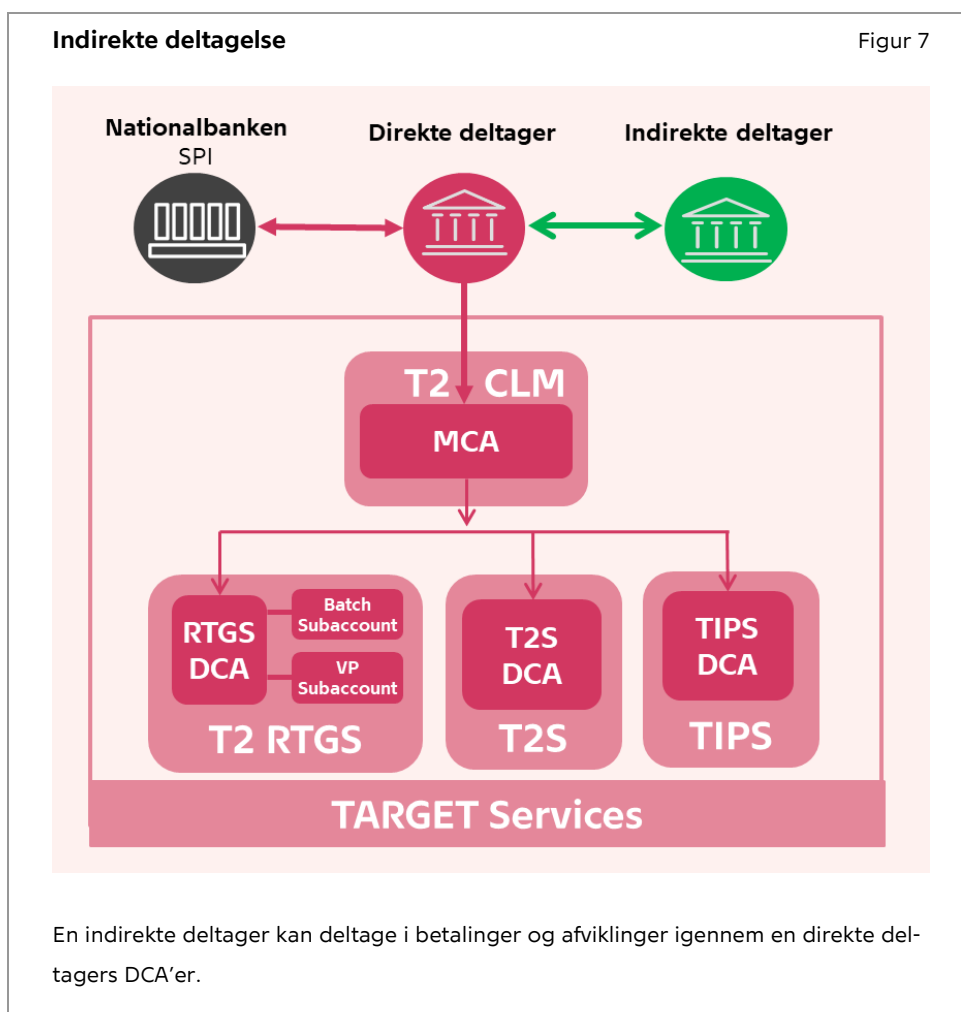 Indirekte deltagelse
Figur 7
Nationalbanken
SPI
Direkte deltager
Indirekte deltager
T2 CLM
MCA
RTGS
DCA
Batch
Subaccount
VP
Subaccount
T2 RTGS
T2S
DCA
T2S
TIPS
DCA
TIPS
TARGET Services
En indirekte deltager kan deltage i betalinger og afviklinger igennem en direkte del-
tagers DCA’er.